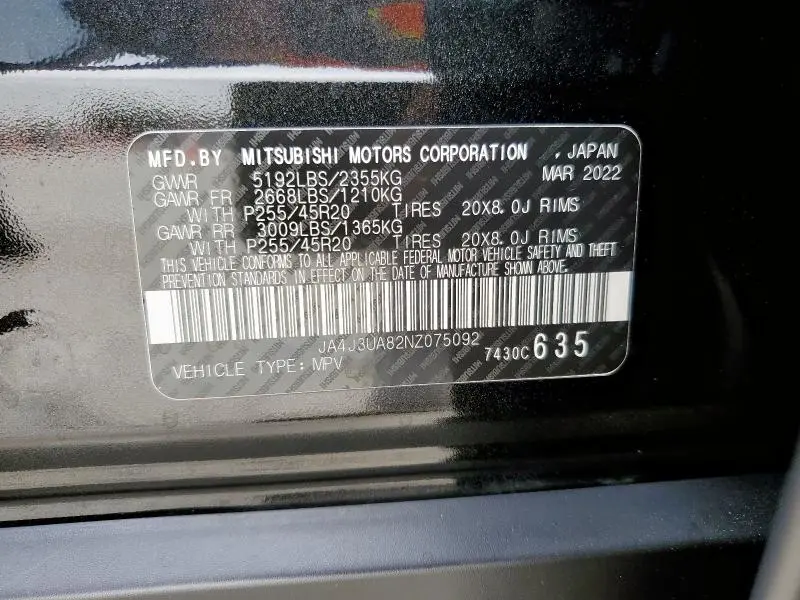 MFD.BY MITSUBISHI MOTORS CORPORATION , JAPAN
GVWR 5192LBS/2355KG MAR 2022
GAWR FR 2668LBS/1210KG
WITH P255/45R20 TIRES 20X8.0J RIMS
GAWR RR 3009LBS/1365KG
WITH P255/45R20 TIRES 20X8.0J RIMS
THIS VEHICLE CONFORMS TO ALL APPLICABLE FEDERAL MOTOR VEHICLE SAFETY AND THEFT
PREVENTION STANDARDS IN EFFECT ON THE DATE OF MANUFACTURE SHOWN ABOVE.
JA4J3UA82NZ075092
7430C 635
VEHICLE TYPE: MPV